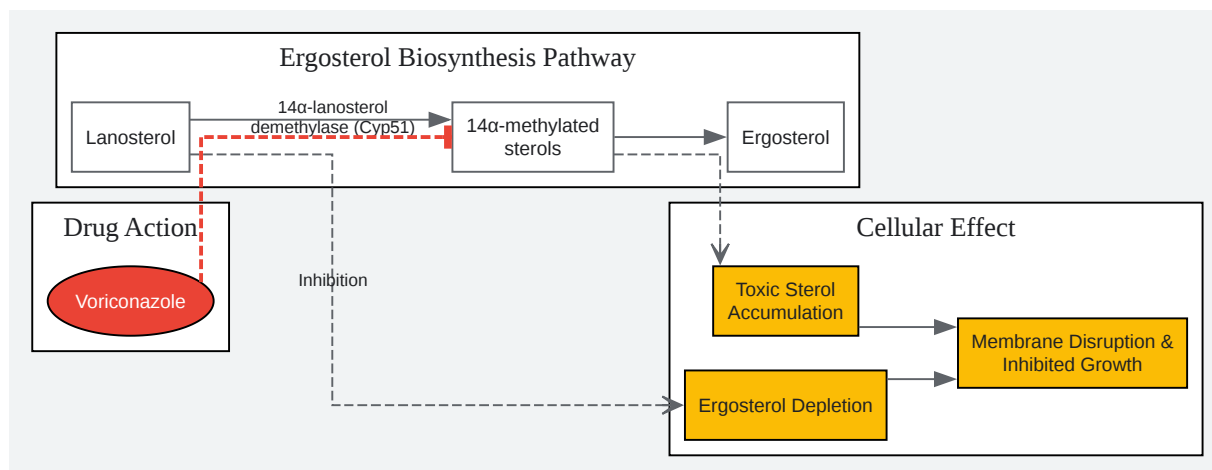 Ergosterol Biosynthesis Pathway
Lanosterol
14α-lanosterol
demethylase (Cyp51)
14α-methylated
sterols
Ergosterol
Drug Action
Voriconazole
Inhibition
Cellular Effect
Toxic Sterol
Accumulation
Ergosterol Depletion
Membrane Disruption &
Inhibited Growth